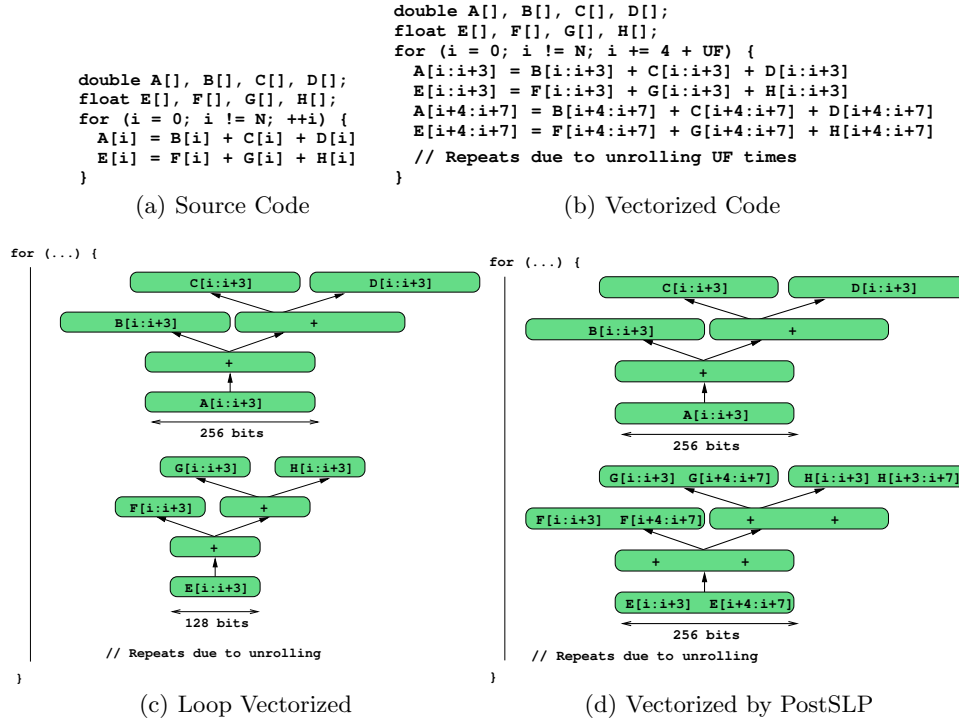 double A[], B[], C[], D[];
float E[], F[], G[], H[];
for (i = 0; i != N; ++i) {
A[i] = B[i] + C[i] + D[i]
E[i] = F[i] + G[i] + H[i]
}
(a) Source Code
double A[], B[], C[], D[];
float E[], F[], G[], H[];
for (i = 0; i != N; i += 4 + UF) {
A[i:i+3] = B[i:i+3] + C[i:i+3] + D[i:i+3]
E[i:i+3] = F[i:i+3] + G[i:i+3] + H[i:i+3]
A[i+4:i+7] = B[i+4:i+7] + C[i+4:i+7] + D[i+4:i+7]
E[i+4:i+7] = F[i+4:i+7] + G[i+4:i+7] + H[i+4:i+7]
// Repeats due to unrolling UF times
}
(b) Vectorized Code
for (...) {
C[i:i+3] D[i:i+3]
B[i:i+3] +
+
A[i:i+3]
256 bits
G[i:i+3] H[i:i+3]
F[i:i+3] +
+
E[i:i+3]
128 bits
// Repeats due to unrolling
}
(c) Loop Vectorized
for (...) {
C[i:i+3] D[i:i+3]
B[i:i+3] +
+
A[i:i+3]
256 bits
G[i:i+3] G[i+4:i+7] H[i:i+3] H[i+3:i+7]
F[i:i+3] F[i+4:i+7] + +
+ +
E[i:i+3] E[i+4:i+7]
256 bits
// Repeats due to unrolling
}
(d) Vectorized by PostSLP